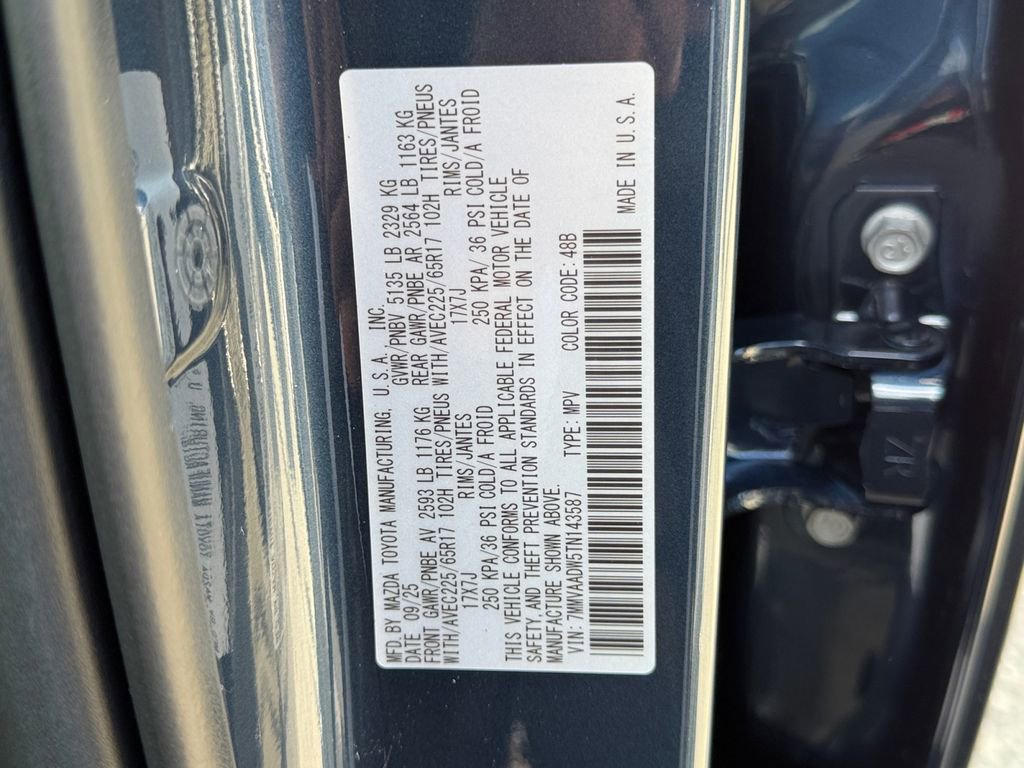 MFD. BY MAZDA TOYOTA MANUFACTURING, U. S. A., INC.
DATE 09/25 GVWR/PNBV 5135 LB 2329 KG
FRONT GAWR/PNBE AV 2593 LB 1176 KG REAR GAWR/PNBE AR 2564 LB 1163 KG
WITH/AVEC225/65R17 102H TIRES/PNEUS WITH/AVEC225/65R17 102H TIRES/PNEUS
17X7J RIMS/JANTES 17X7J RIMS/JANTES
250 KPA/36 PSI COLD/A FROID 250 KPA/ 36 PSI COLD/A FROID
THIS VEHICLE CONFORMS TO ALL APPLICABLE FEDERAL MOTOR VEHICLE
SAFETY AND THEFT PREVENTION STANDARDS IN EFFECT ON THE DATE OF
MANUFACTURE SHOWN ABOVE.
VIN: 7MMVAADW5TN143587 TYPE: MPV COLOR CODE: 48B
MADE IN U. S. A.
7R